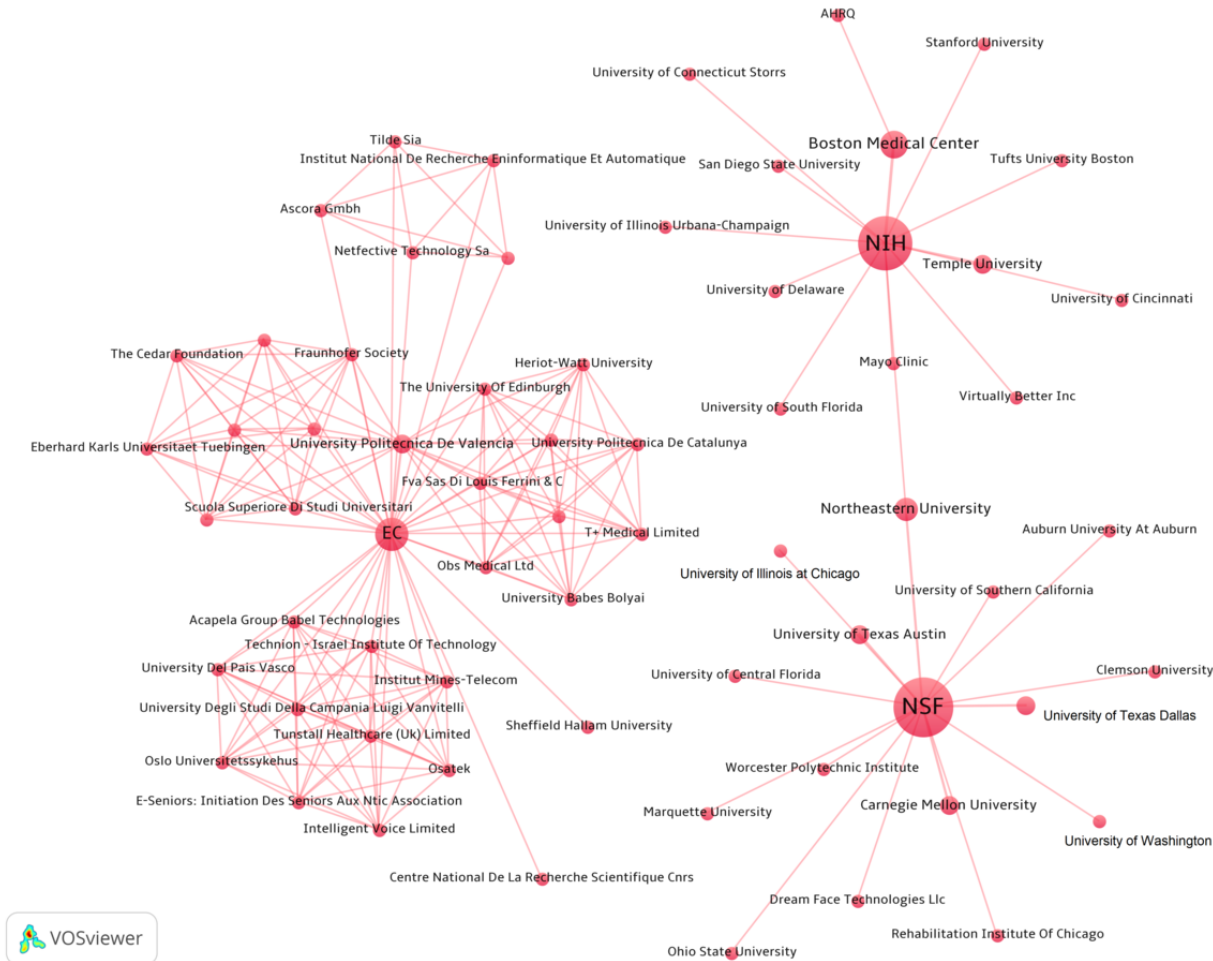 AHRQ
Stanford University
University of Connecticut Storrs
Tilde Sia
Boston Medical Center
Institut National De Recherche Eninformatique Et Automatique
San Diego State University
Tufts University Boston
Ascora Gmbh
University of Illinois Urbana-Champaign
NIH
Netfective Technology Sa
Temple University
University of Delaware
University of Cincinnati
The Cedar Foundation
Fraunhofer Society
Heriot-Watt University
Mayo Clinic
The University Of Edinburgh
Virtually Better Inc
University of South Florida
Eberhard Karls Universitaet Tuebingen
University Politecnica De Valencia
University Politecnica De Catalunya
Fva Sas Di Louis Ferrini & C
Scuola Superiore Di Studi Universitari
Northeastern University
EC
T+ Medical Limited
Auburn University At Auburn
Obs Medical Ltd
University of Illinois at Chicago
University of Southern California
University Babes Bolyai
Acapela Group Babel Technologies
University of Texas Austin
Technion - Israel Institute Of Technology
University Del Pais Vasco
Institut Mines-Telecom
University of Central Florida
Clemson University
University Degli Studi Della Campania Luigi Vanvitelli
NSF
University of Texas Dallas
Sheffield Hallam University
Tunstall Healthcare (Uk) Limited
Oslo Universitetssykehus
Osatek
Worcester Polytechnic Institute
E-Seniors: Initiation Des Seniors Aux Ntic Association
Carnegie Mellon University
Marquette University
Intelligent Voice Limited
University of Washington
Centre National De La Recherche Scientifique Cnrs
Dream Face Technologies Llc
Rehabilitation Institute Of Chicago
VOSviewer
Ohio State University